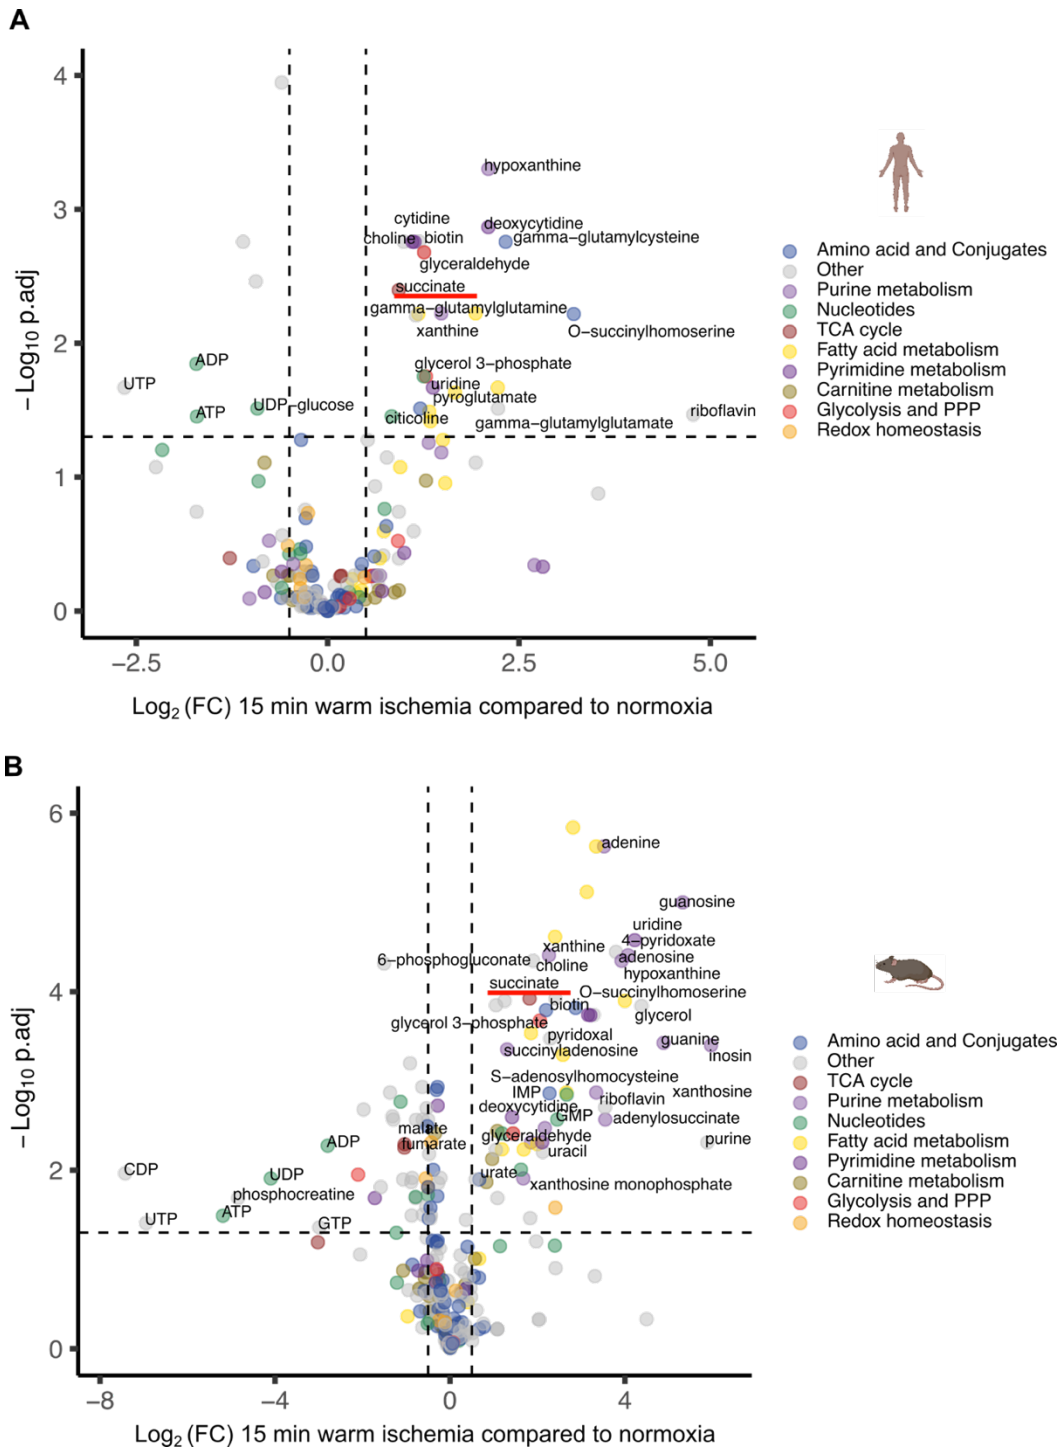 A
4
3
2
1
0
− Log10 p.adj
hypoxanthine
cytidine
deoxycytidine
choline biotin
gamma−glutamylcysteine
glyceraldehyde
succinate
gamma−glutamylglutamine
xanthine
O−succinylhomoserine
glycerol 3−phosphate
ADP
UTP
uridine
pyroglutamate
UDP−glucose
ATP
citicoline
riboflavin
gamma−glutamylglutamate
−2.5
0.0
2.5
5.0
Log2 (FC) 15 min warm ischemia compared to normoxia
Amino acid and Conjugates
Other
Purine metabolism
Nucleotides
TCA cycle
Fatty acid metabolism
Pyrimidine metabolism
Carnitine metabolism
Glycolysis and PPP
Redox homeostasis
B
6
4
2
0
− Log10 p.adj
adenine
guanosine
uridine
4−pyridoxate
xanthine
6−phosphogluconate
adenosine
choline
hypoxanthine
succinate
O−succinylhomoserine
biotin
glycerol
glycerol 3−phosphate
pyridoxal
guanine
succinyladenosine
inosin
S−adenosylhomocysteine
IMP
xanthosine
riboflavin
deoxycytidine
GMP
adenylosuccinate
malate
glyceraldehyde
purine
ADP
fumarate
uracil
CDP
UDP
urate
phosphocreatine
xanthosine monophosphate
UTP
ATP
GTP
−8
−4
0
4
Log2 (FC) 15 min warm ischemia compared to normoxia
Amino acid and Conjugates
Other
TCA cycle
Purine metabolism
Nucleotides
Fatty acid metabolism
Pyrimidine metabolism
Carnitine metabolism
Glycolysis and PPP
Redox homeostasis